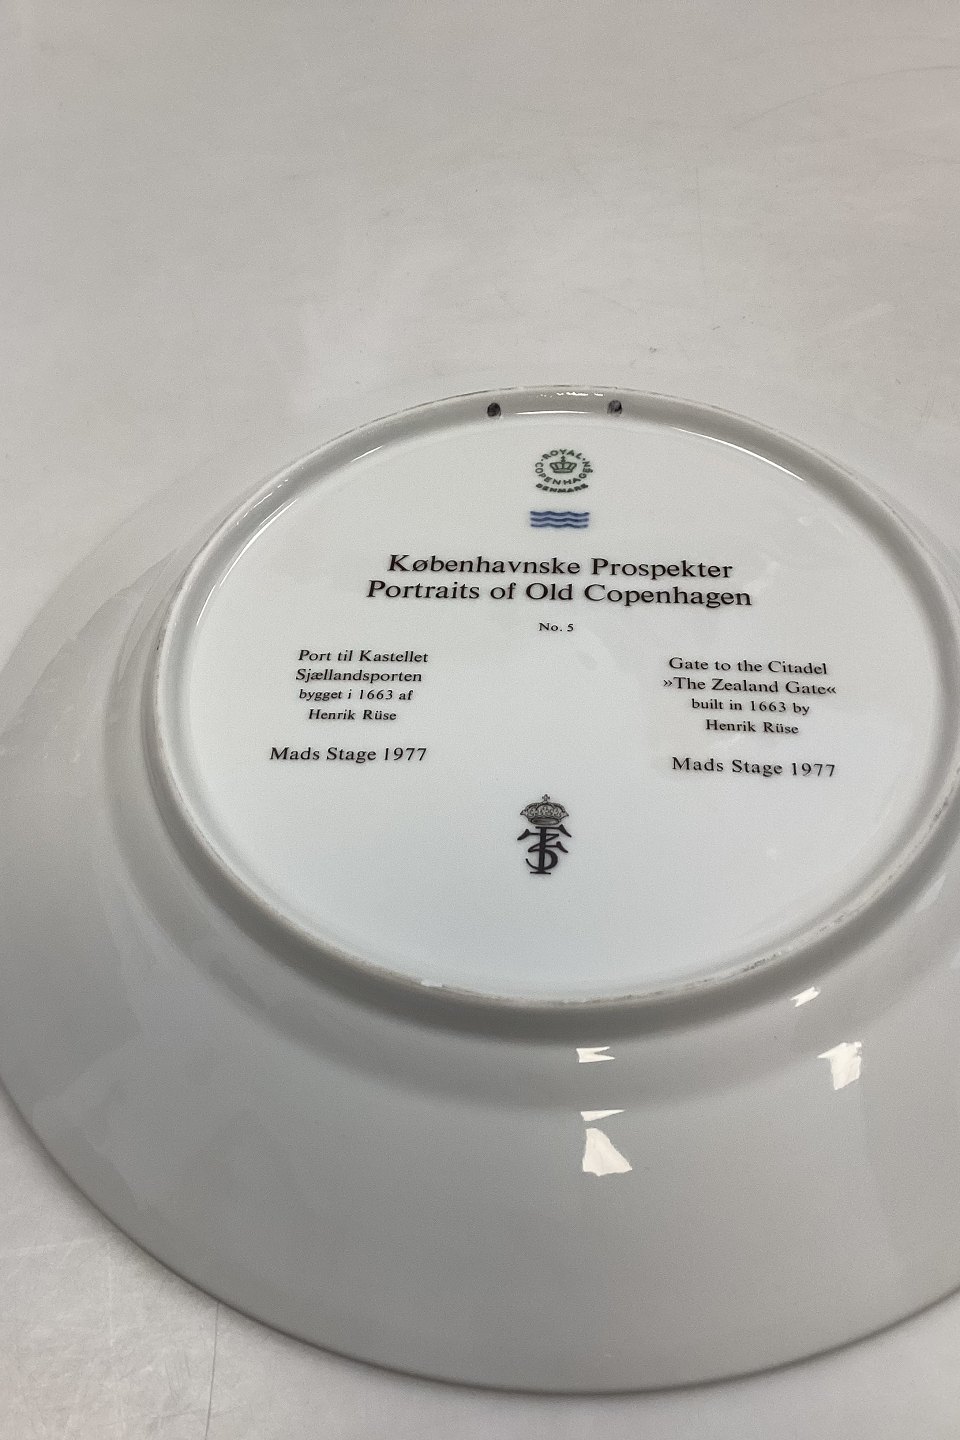 ROYAL
COPENHAGEN
DENMARK
Københavnske Prospekter
Portraits of Old Copenhagen
No. 5
Port til Kastellet
Sjællandsporten
bygget i 1663 af
Henrik Rüse
Mads Stage 1977
Gate to the Citadel
»The Zealand Gate«
built in 1663 by
Henrik Rüse
Mads Stage 1977